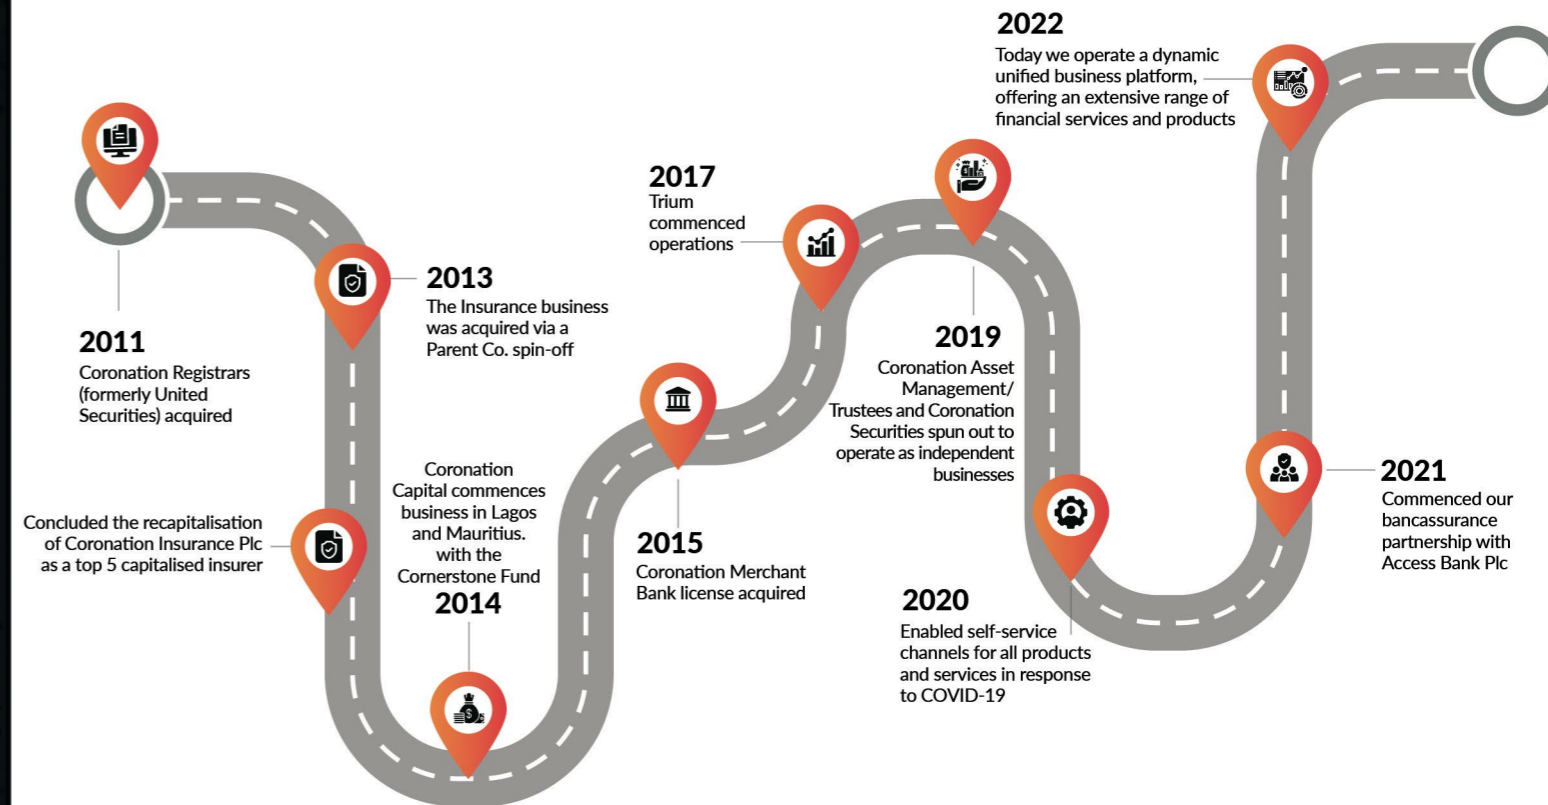 2011
Coronation Registrars
(formerly United
Securities) acquired
2013
The Insurance business
was acquired via a
Parent Co. spin-off
Concluded the recapitalisation
of Coronation Insurance Plc
as a top 5 capitalised insurer
Coronation
Capital commences
business in Lagos
and Mauritius.
with the
Cornerstone Fund
2014
2015
Coronation Merchant
Bank license acquired
2017
Trium
commenced
operations
2019
Coronation Asset
Management/
Trustees and Coronation
Securities spun out to
operate as independent
businesses
2020
Enabled self-service
channels for all products
and services in response
to COVID-19
2021
Commenced our
bancassurance
partnership with
Access Bank Plc
2022
Today we operate a dynamic
unified business platform,
offering an extensive range of
financial services and products